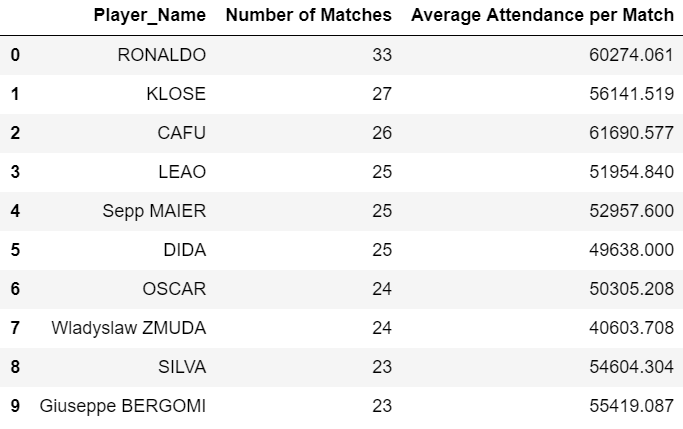 Player_Name Number of Matches Average Attendance per Match
0 RONALDO 33 60274.061
1 KLOSE 27 56141.519
2 CAFU 26 61690.577
3 LEAO 25 51954.840
4 Sepp MAIER 25 52957.600
5 DIDA 25 49638.000
6 OSCAR 24 50305.208
7 Wladyslaw ZMUDA 24 40603.708
8 SILVA 23 54604.304
9 Giuseppe BERGOMI 23 55419.087